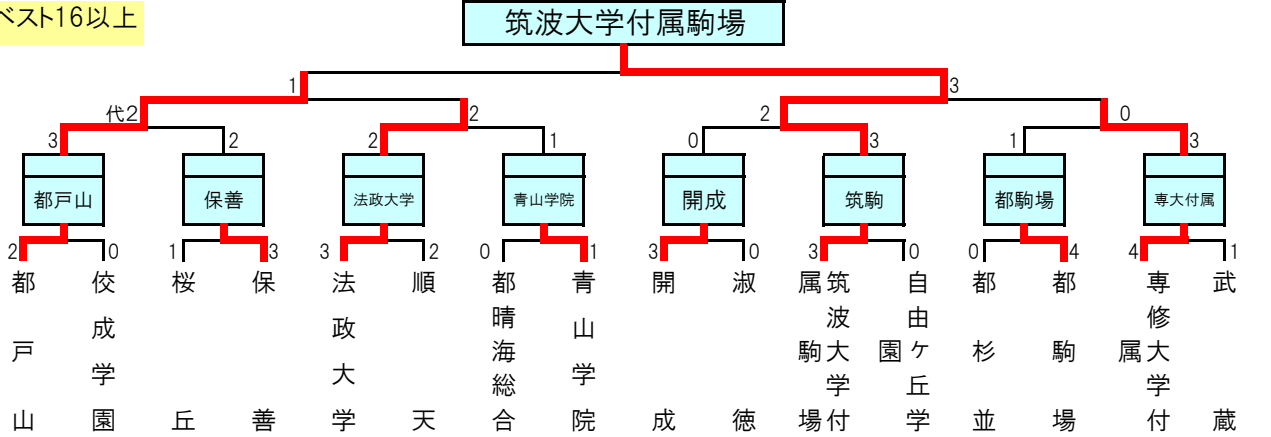 ベスト16以上
筑波大学付属駒場
1
3
代2
2
2
0
3
2
2
1
0
3
1
3
都戸山
保善
法政大学
青山学院
開成
筑駒
都駒場
専大付属
2
0
1
3
3
2
0
1
3
0
3
0
0
4
4
1
都戸山
佼成学園
桜丘
保善
法政大学
順天
都晴海総合
青山学院
開成
淑徳
筑波大学付属駒場
自由ケ丘学園
都杉並
都駒場
専修大学付属
武蔵